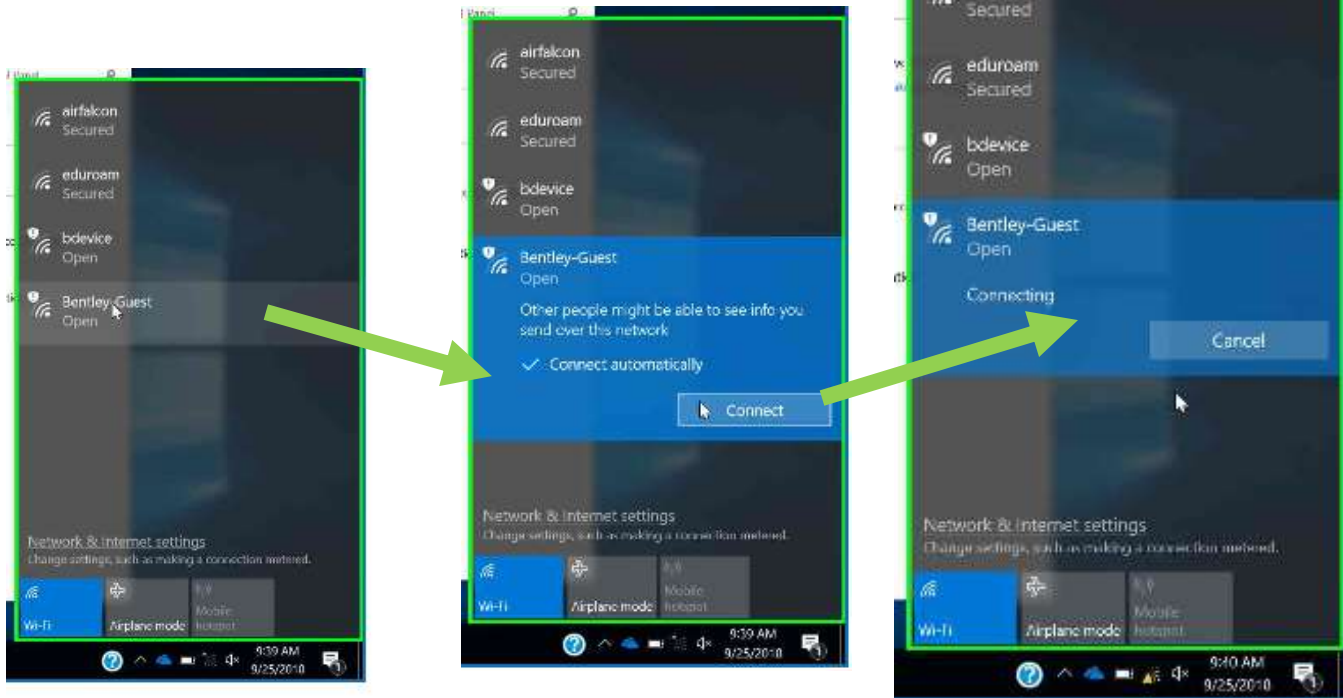 airfalcon
Secured
eduroam
Secured
bdevice
Open
Bentley-Guest
Open
Network & Internet settings
Change settings, such as making a connection metered.
Wi-Fi
Airplane mode
Mobile
hotspot
9:39 AM
9/25/2018
1
airfalcon
Secured
eduroam
Secured
bdevice
Open
Bentley-Guest
Open
Other people might be able to see info you
send over this network
Connect automatically
Connect
Network & Internet settings
Change settings, such as making a connection metered.
Wi-Fi
Airplane mode
Mobile
hotspot
9:39 AM
9/25/2018
1
Secured
eduroam
Secured
bdevice
Open
Bentley-Guest
Open
Connecting
Cancel
Network & Internet settings
Change settings, such as making a connection metered.
Wi-Fi
Airplane mode
Mobile
hotspot
9:40 AM
9/25/2018
1